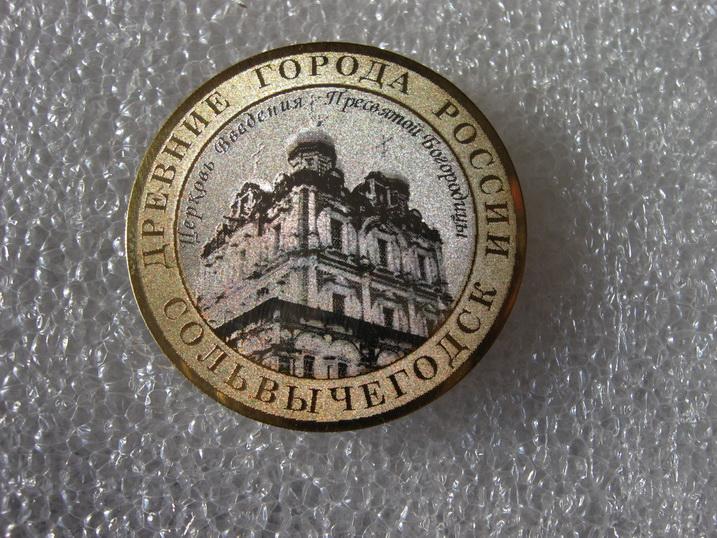 ДРЕВНИЕ ГОРОДА РОССИИ
Церковь Введения Пресвятой Богородицы
СОЛЬВЫЧЕГОДСК